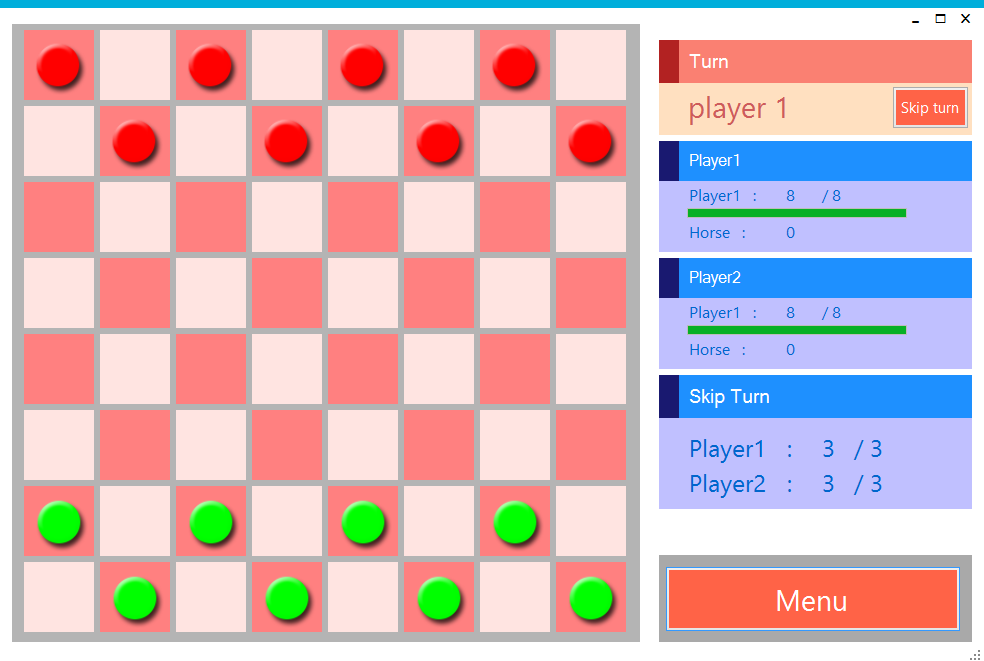 Turn
player 1
Skip turn
Player1
Player1 : 8 / 8
Horse : 0
Player2
Player1 : 8 / 8
Horse : 0
Skip Turn
Player1 : 3 / 3
Player2 : 3 / 3
Menu